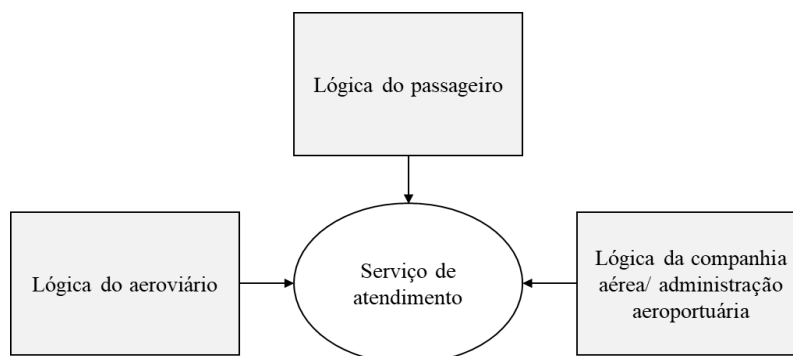 Lógica do passageiro
Lógica do aeroviário
Serviço de
atendimento
Lógica da companhia
aérea/ administração
aeroportuária